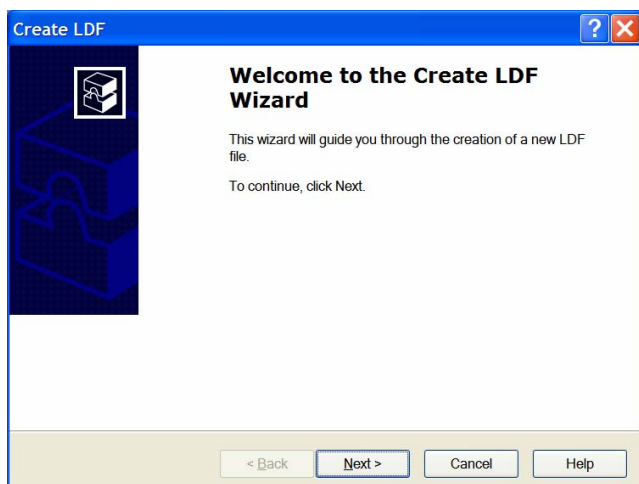 Create LDF
Welcome to the Create LDF
Wizard
This wizard will guide you through the creation of a new LDF
file.
To continue, click Next.
< Back Next > Cancel Help